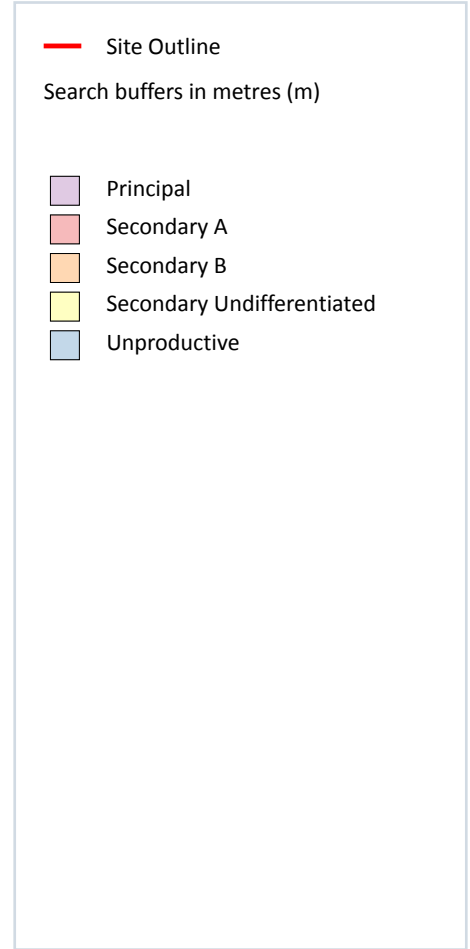 Site Outline
Search buffers in metres (m)
Principal
Secondary A
Secondary B
Secondary Undifferentiated
Unproductive